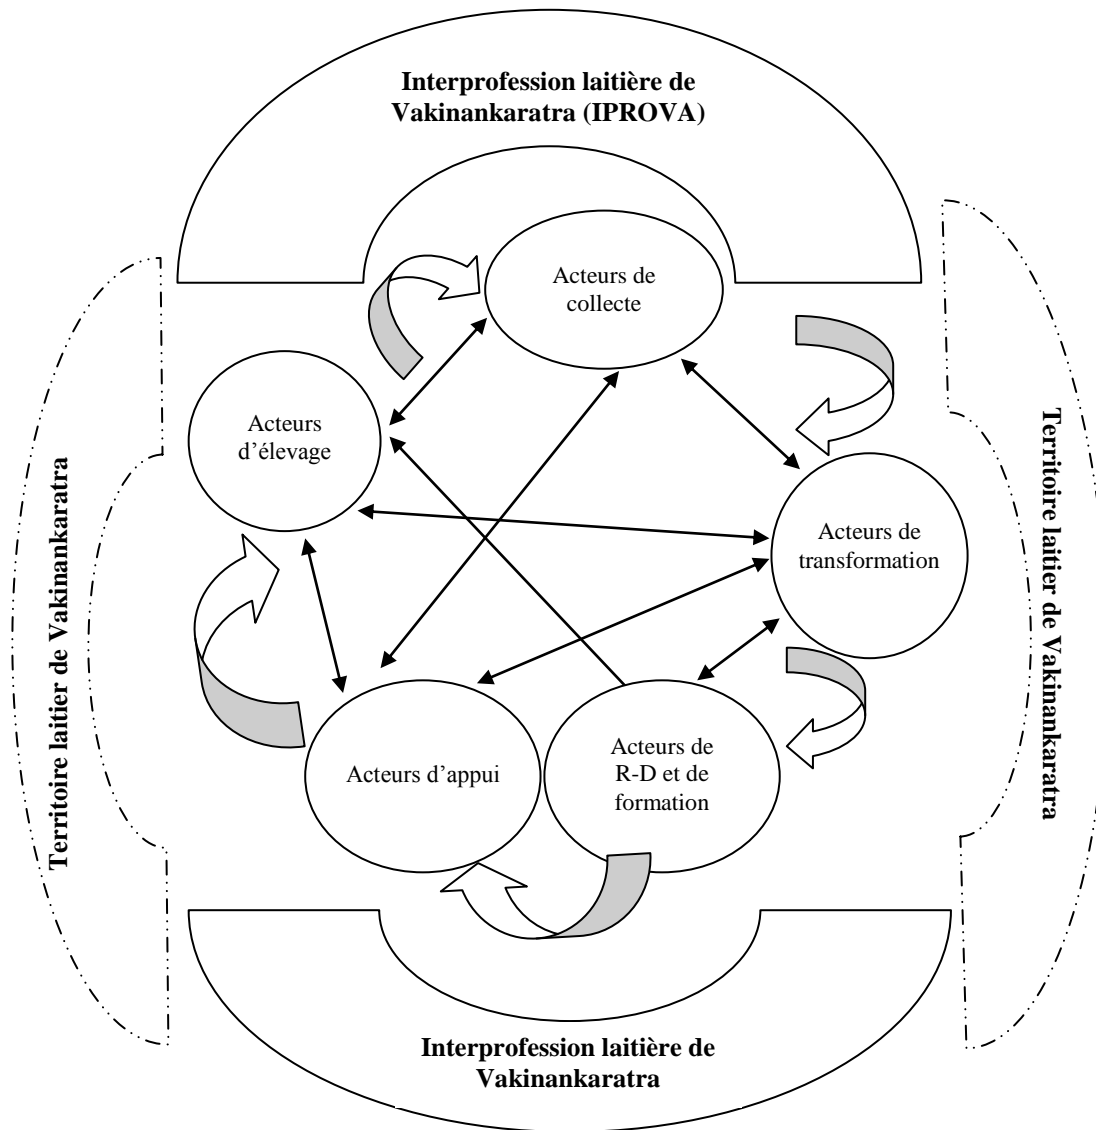 Interprofession laitière de
Vakinankaratra (IPROVA)
Acteurs de
collecte
Acteurs
d’élevage
Acteurs de
transformation
Territoire laitier de Vakinankaratra
Territoire laitier de Vakinankaratra
Acteurs d’appui
Acteurs de
R-D et de
formation
Interprofession laitière de
Vakinankaratra